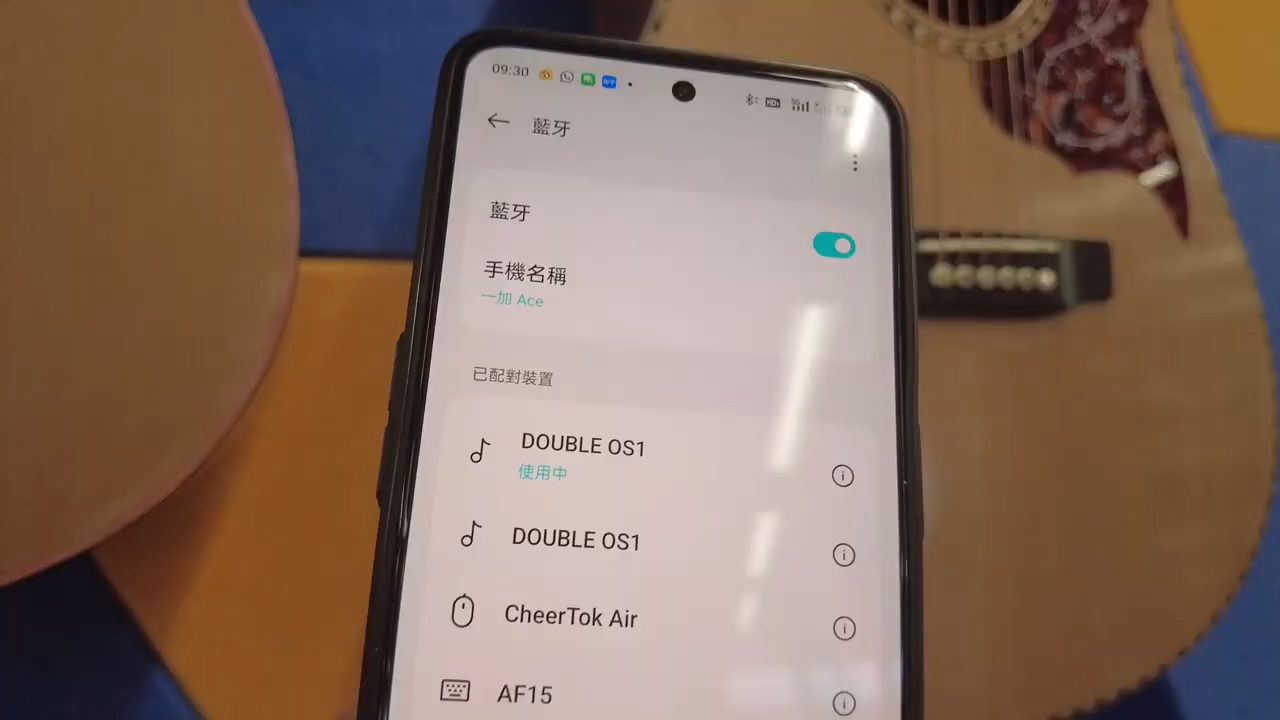 09:30
藍牙
藍牙
手機名稱
一加 Ace
已配對裝置
DOUBLE OS1
使用中
DOUBLE OS1
CheerTok Air
AF15